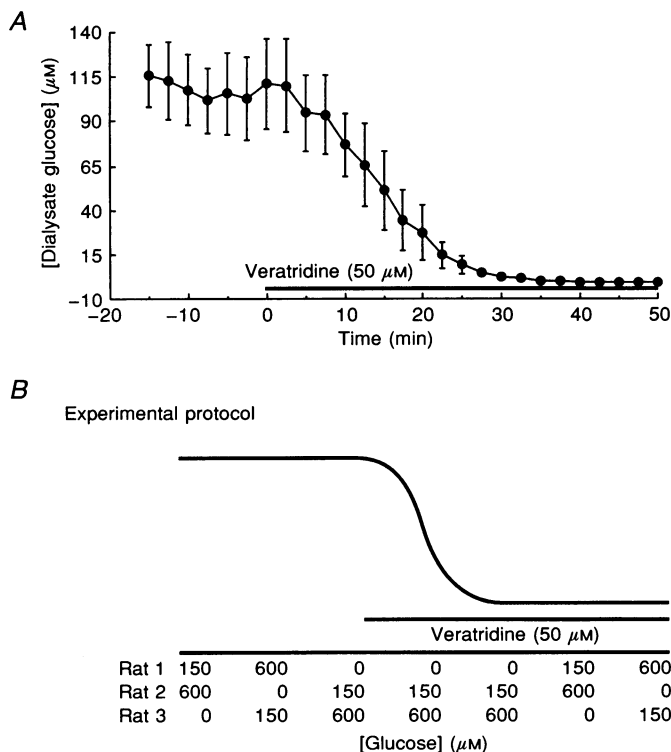 A
140
115
90
65
40
15
−10
[Dialysate glucose] (μM)
Veratridine (50 μM)
−20 −10 0 10 20 30 40 50
Time (min)
B
Experimental protocol
Veratridine (50 μM)
Rat 1 150 600 0 0 0 150 600
Rat 2 600 0 150 150 150 600 0
Rat 3 0 150 600 600 600 0 150
[Glucose] (μM)